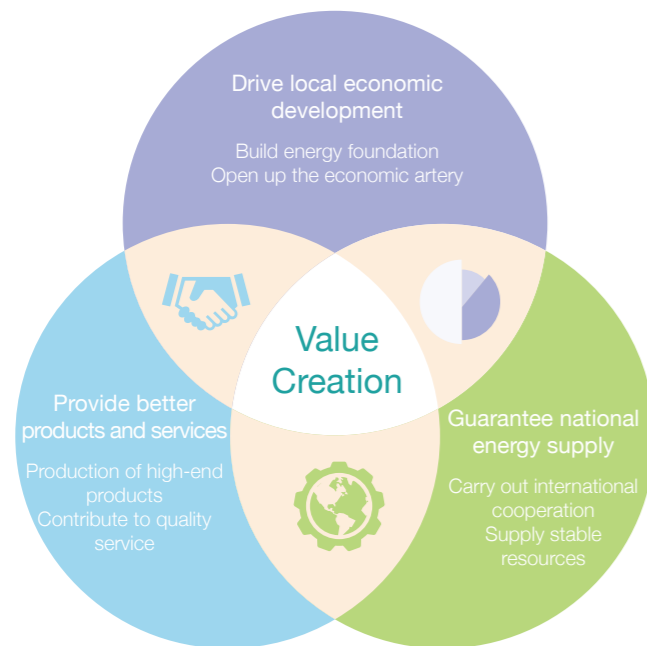 Drive local economic
development
Build energy foundation
Open up the economic artery
Value
Creation
Provide better
products and services
Production of high-end
products
Contribute to quality
service
Guarantee national
energy supply
Carry out international
cooperation
Supply stable
resources